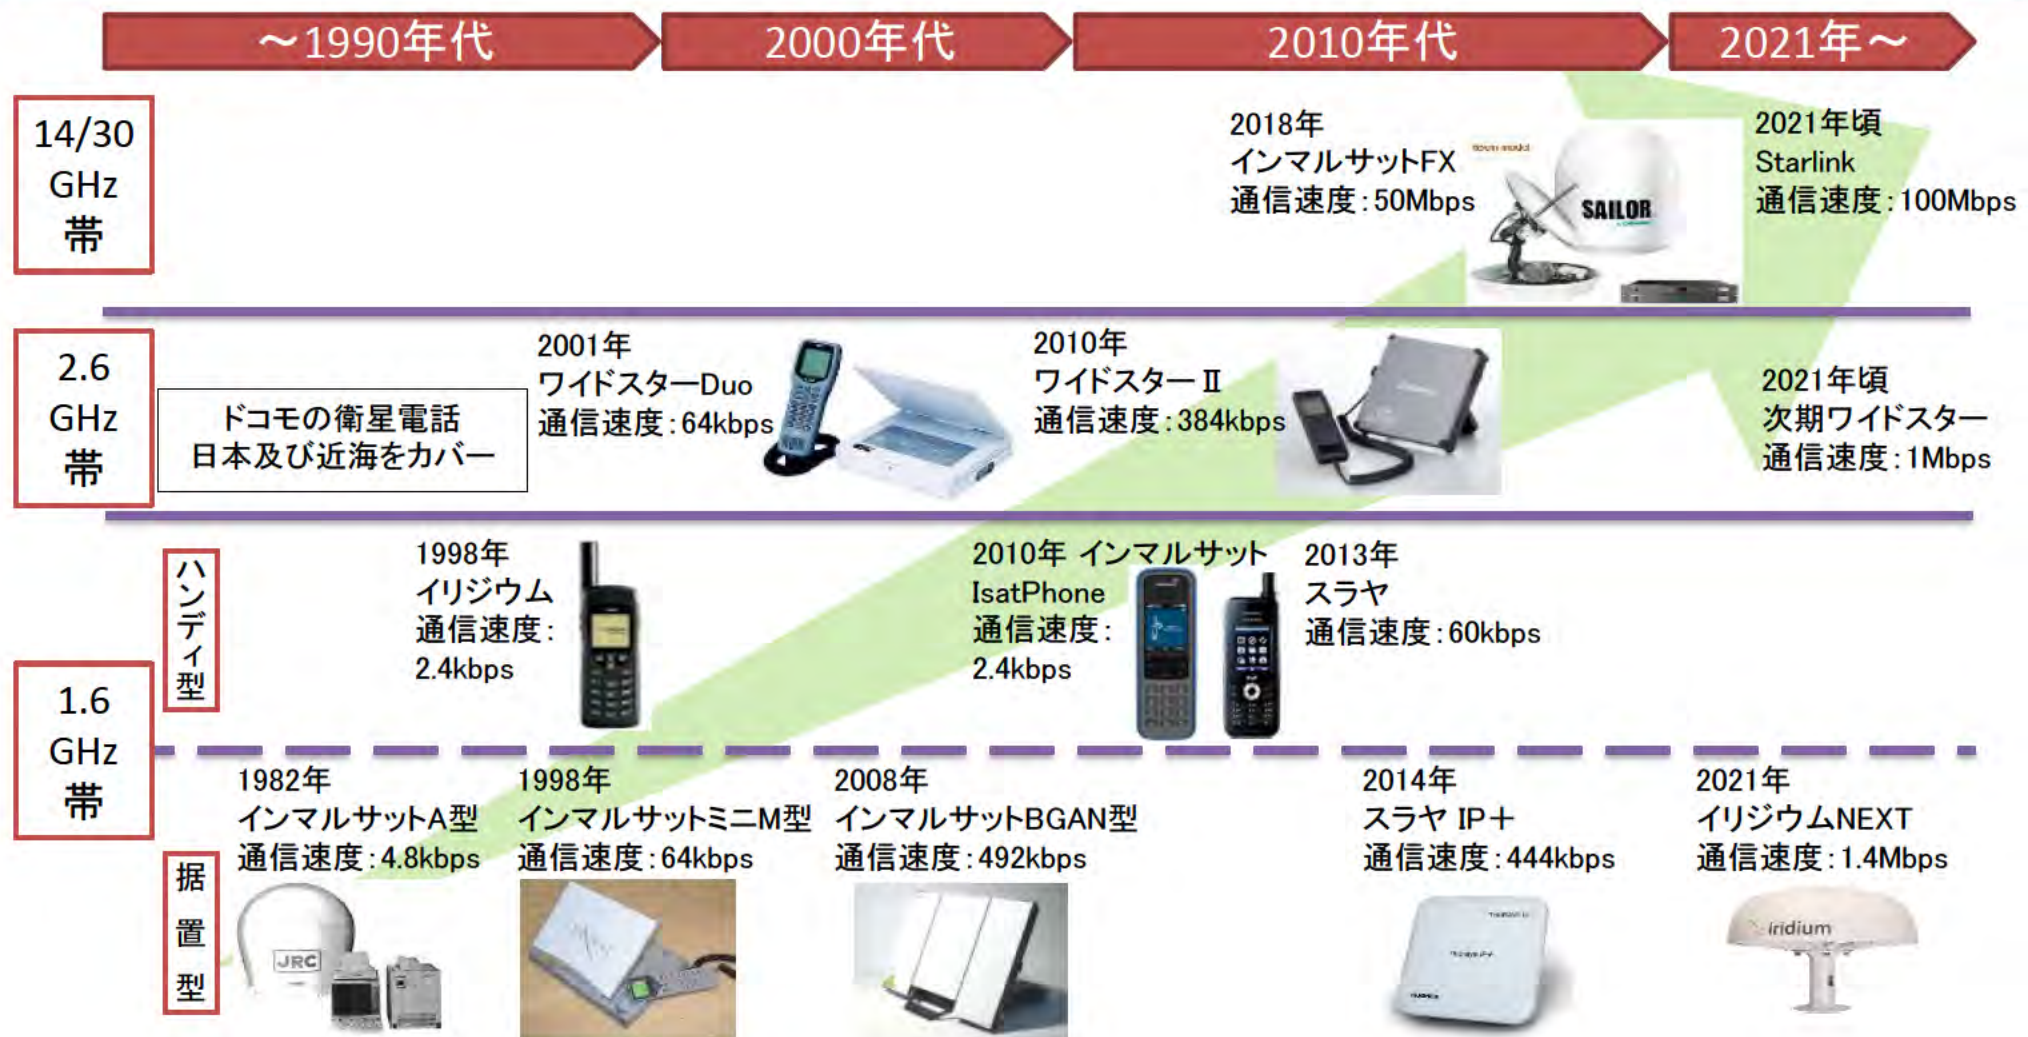 ～1990年代
2000年代
2010年代
2021年～
14/30
GHz
帯
2018年
インマルサットFX
通信速度：50Mbps
SAILOR
2021年頃
Starlink
通信速度：100Mbps
2.6
GHz
帯
ドコモの衛星電話
日本及び近海をカバー
2001年
ワイドスターDuo
通信速度：64kbps
2010年
ワイドスターⅡ
通信速度：384kbps
2021年頃
次期ワイドスター
通信速度：1Mbps
1.6
GHz
帯
ハンディ型
1998年
イリジウム
通信速度：
2.4kbps
2010年 インマルサット
IsatPhone
通信速度：
2.4kbps
2013年
スラヤ
通信速度：60kbps
据置型
1982年
インマルサットA型
通信速度：4.8kbps
JRC
1998年
インマルサットミニM型
通信速度：64kbps
2008年
インマルサットBGAN型
通信速度：492kbps
2014年
スラヤ IP＋
通信速度：444kbps
2021年
イリジウムNEXT
通信速度：1.4Mbps
iridium